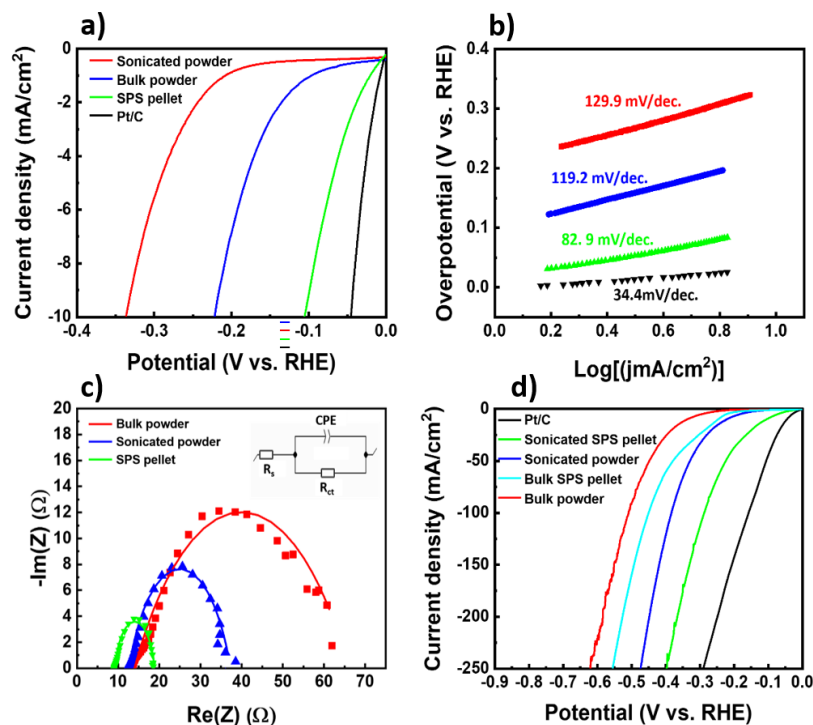 a)
Sonicated powder
Bulk powder
SPS pellet
Pt/C
Current density (mA/cm²)
0
-2
-4
-6
-8
-10
-0.4 -0.3 -0.2 -0.1 0.0
Potential (V vs. RHE)
b)
Overpotential (V vs. RHE)
0.4
0.3
0.2
0.1
0.0
129.9 mV/dec.
119.2 mV/dec.
82. 9 mV/dec.
34.4mV/dec.
0.0 0.2 0.4 0.6 0.8 1.0
Log[(jmA/cm²)]
c)
Bulk powder
Sonicated powder
SPS pellet
CPE
Rs
Rct
-Im(Z) (Ω)
20
18
16
14
12
10
8
6
4
2
0
0 10 20 30 40 50 60 70
Re(Z) (Ω)
d)
Pt/C
Sonicated SPS pellet
Sonicated powder
Bulk SPS pellet
Bulk powder
Current density (mA/cm²)
0
-50
-100
-150
-200
-250
-0.9 -0.8 -0.7 -0.6 -0.5 -0.4 -0.3 -0.2 -0.1 0.0
Potential (V vs. RHE)